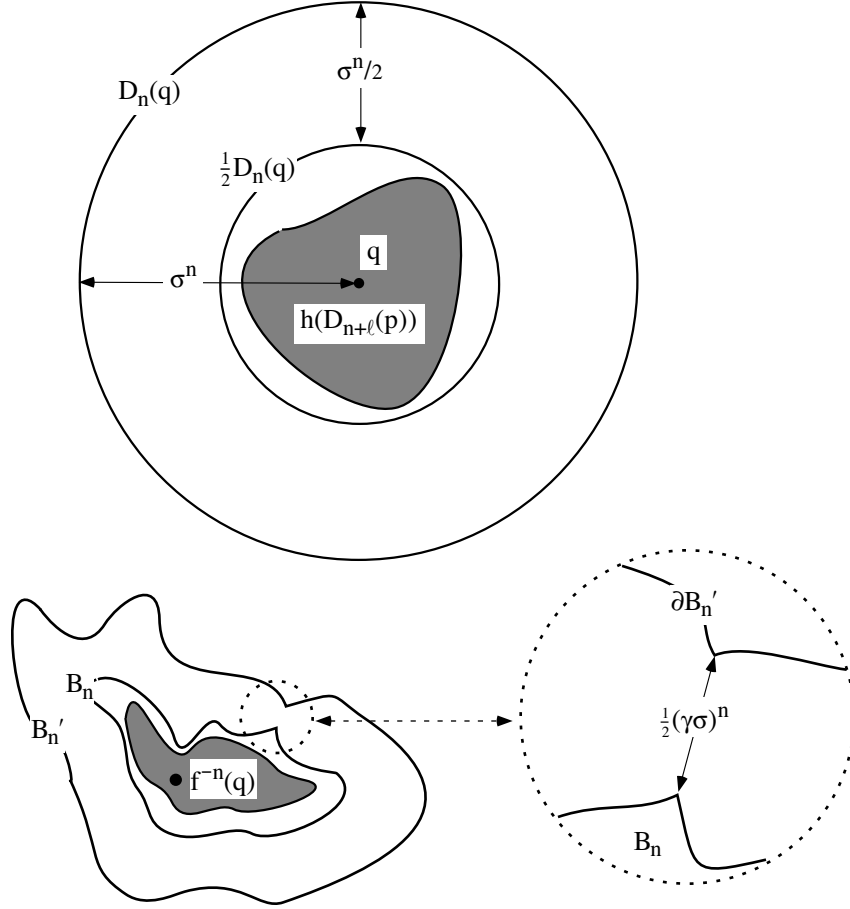 σⁿ/2
Dₙ(q)
½Dₙ(q)
q
σⁿ
h(Dₙ₊ℓ(p))
∂Bₙ′
Bₙ
Bₙ′
½(γσ)ⁿ
f⁻ⁿ(q)
Bₙ